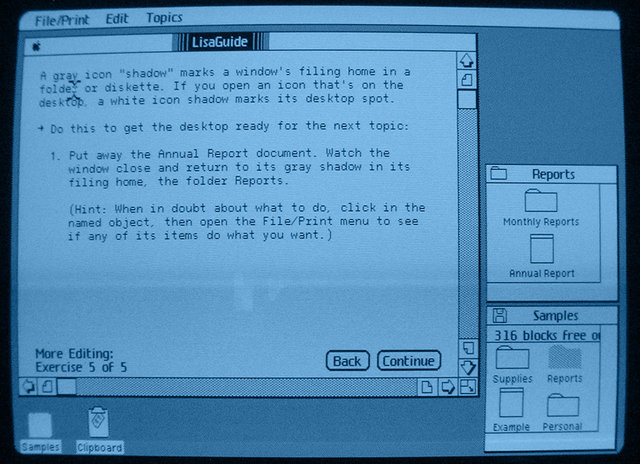 File/Print Edit Topics
LisaGuide
A gray icon "shadow" marks a window's filing home in a
folder or diskette. If you open an icon that's on the
desktop, a white icon shadow marks its desktop spot.
→ Do this to get the desktop ready for the next topic:
1. Put away the Annual Report document. Watch the
window close and return to its gray shadow in its
filing home, the folder Reports.
(Hint: When in doubt about what to do, click in the
named object, then open the File/Print menu to see
if any of its items do what you want.)
More Editing:
Exercise 5 of 5
Back Continue
Reports
Monthly Reports
Annual Report
Samples
316 blocks free o
Supplies Reports
Example Personal
Samples Clipboard